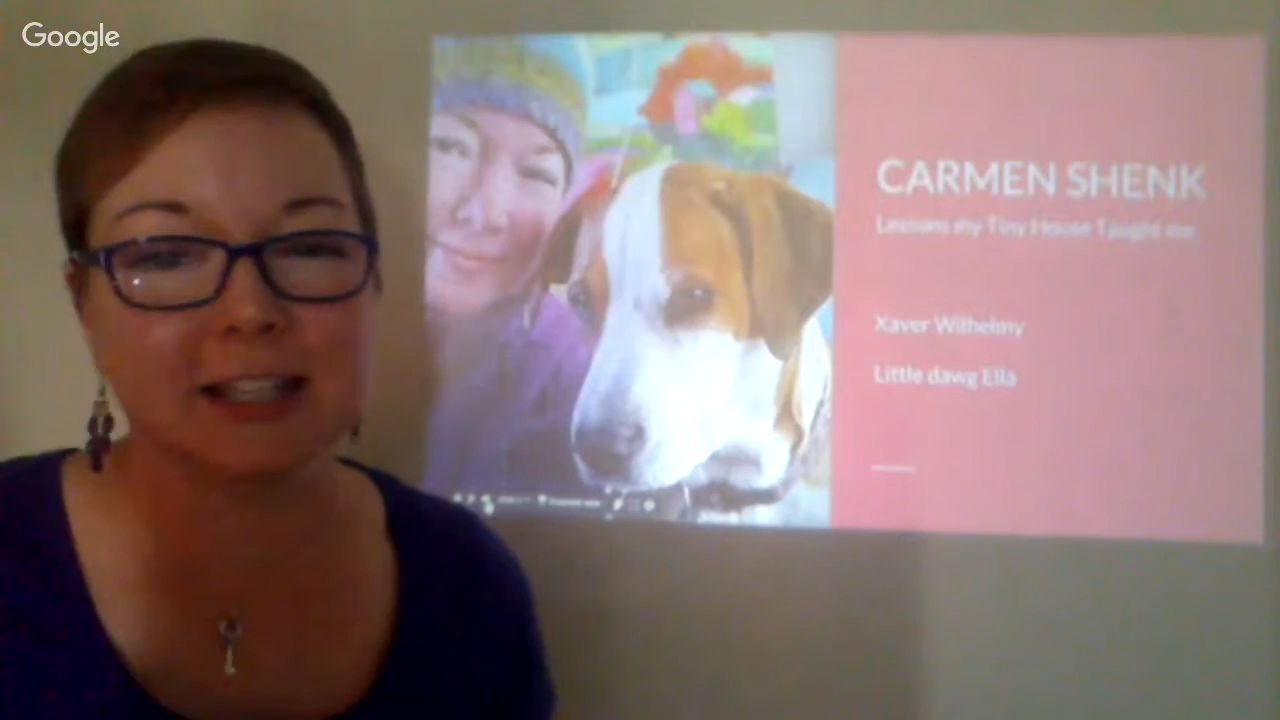 Google
CARMEN SHENK
Lessons my Tiny House Taught me
Xaver Wilhelmy
Little dawg Ella